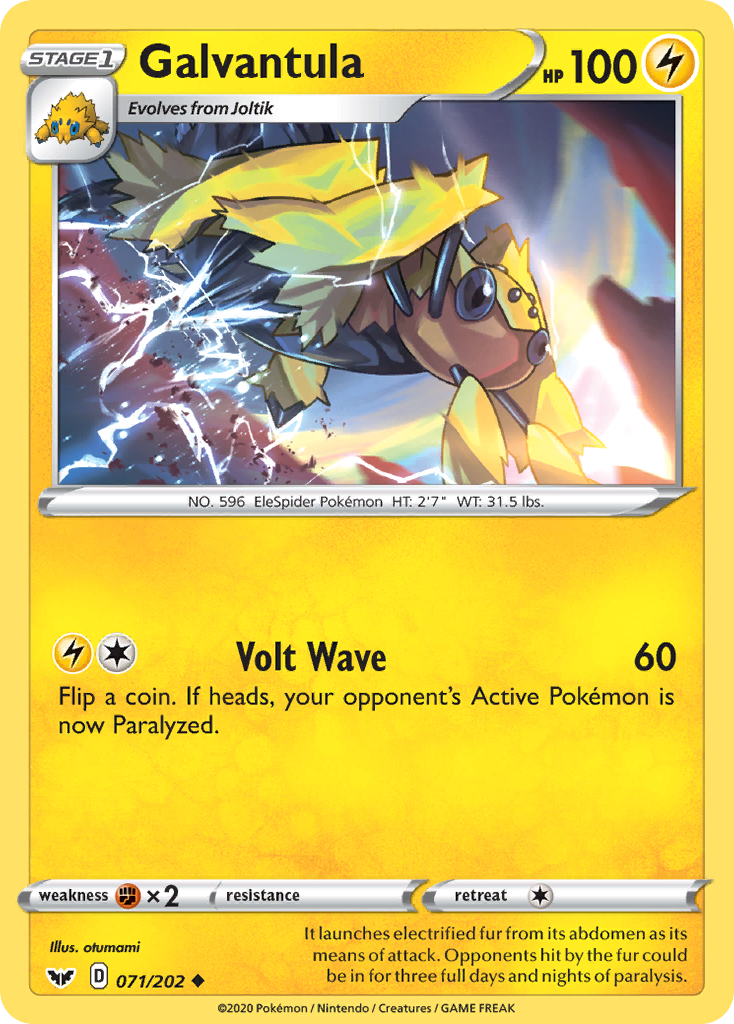 STAGE 1
Galvantula
HP 100
Evolves from Joltik
NO. 596 EleSpider Pokémon HT: 2'7" WT: 31.5 lbs.
Volt Wave 60
Flip a coin. If heads, your opponent's Active Pokémon is
now Paralyzed.
weakness ×2 resistance retreat
Illus. otumami
It launches electrified fur from its abdomen as its
means of attack. Opponents hit by the fur could
be in for three full days and nights of paralysis.
D 071/202
©2020 Pokémon / Nintendo / Creatures / GAME FREAK